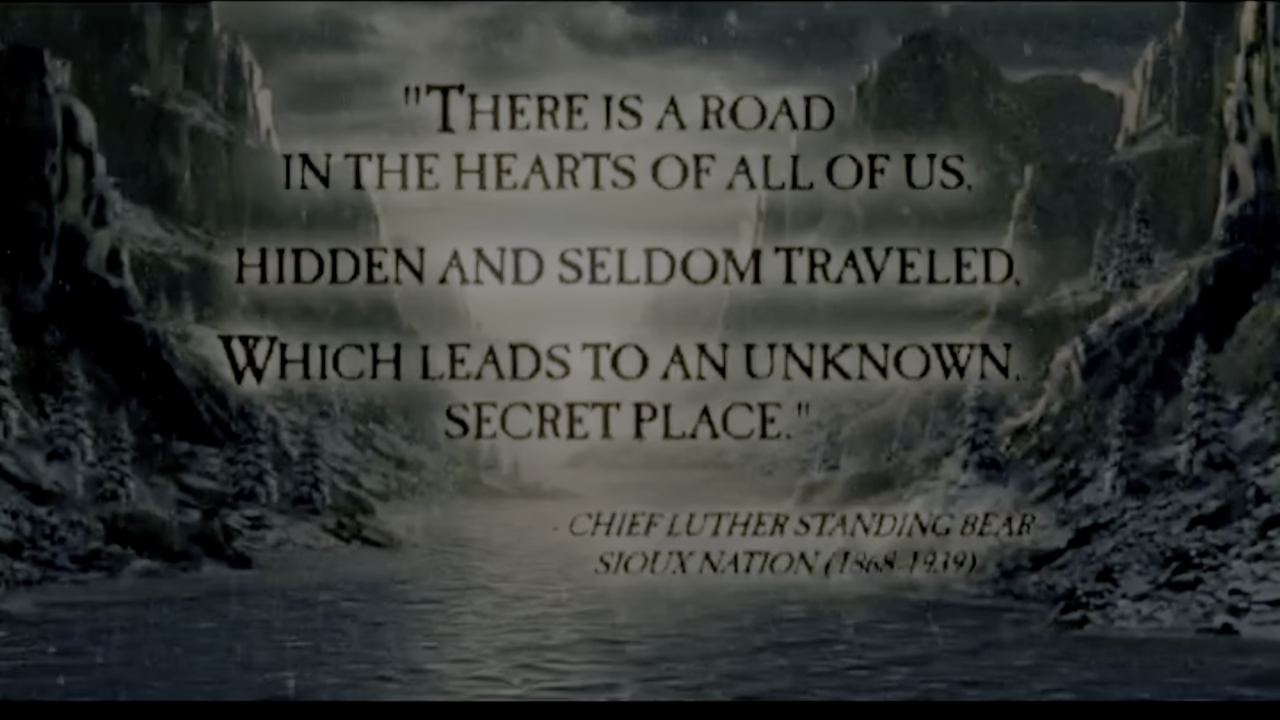 "THERE IS A ROAD
IN THE HEARTS OF ALL OF US,
HIDDEN AND SELDOM TRAVELED,
WHICH LEADS TO AN UNKNOWN,
SECRET PLACE."
- CHIEF LUTHER STANDING BEAR
SIOUX NATION (1868-1939)